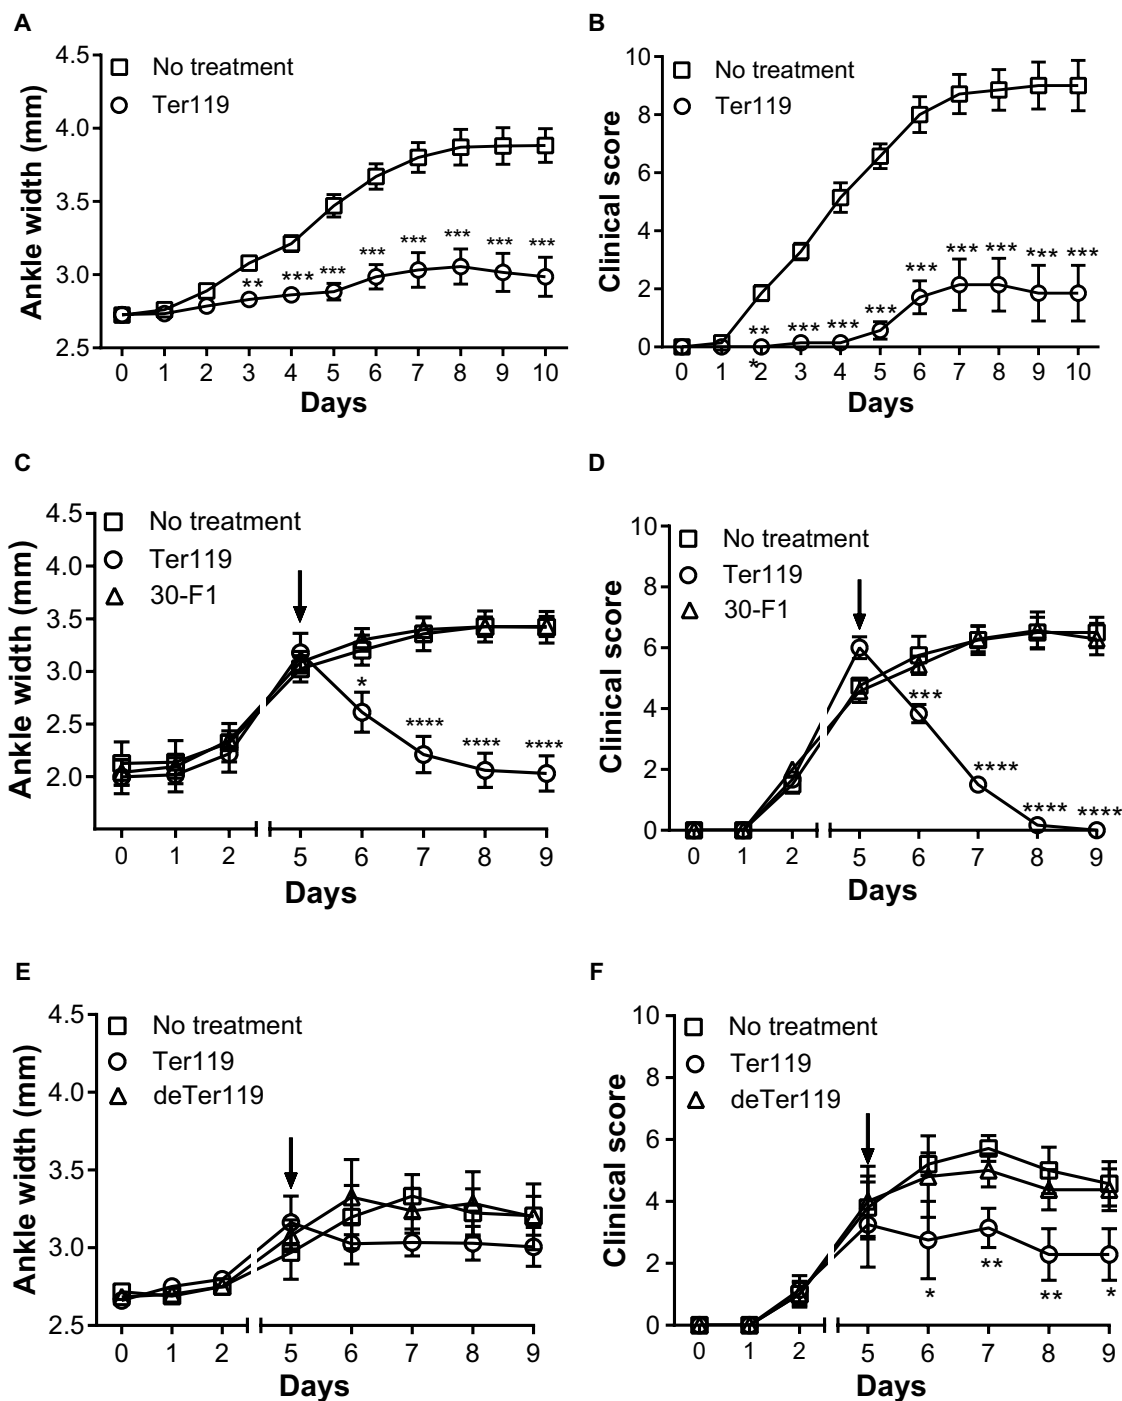 A
Ankle width (mm)
4.5
4.0
3.5
3.0
2.5
No treatment
Ter119
** *** *** *** *** *** *** ***
0 1 2 3 4 5 6 7 8 9 10
Days
B
Clinical score
10
8
6
4
2
0
No treatment
Ter119
** *** *** *** *** *** *** *** ***
*
0 1 2 3 4 5 6 7 8 9 10
Days
C
Ankle width (mm)
4.5
4.0
3.5
3.0
2.5
2.0
No treatment
Ter119
30-F1
* **** **** ****
0 1 2 5 6 7 8 9
Days
D
Clinical score
10
8
6
4
2
0
No treatment
Ter119
30-F1
*** **** **** ****
0 1 2 5 6 7 8 9
Days
E
Ankle width (mm)
4.5
4.0
3.5
3.0
2.5
No treatment
Ter119
deTer119
0 1 2 5 6 7 8 9
Days
F
Clinical score
10
8
6
4
2
0
No treatment
Ter119
deTer119
* ** ** *
0 1 2 5 6 7 8 9
Days